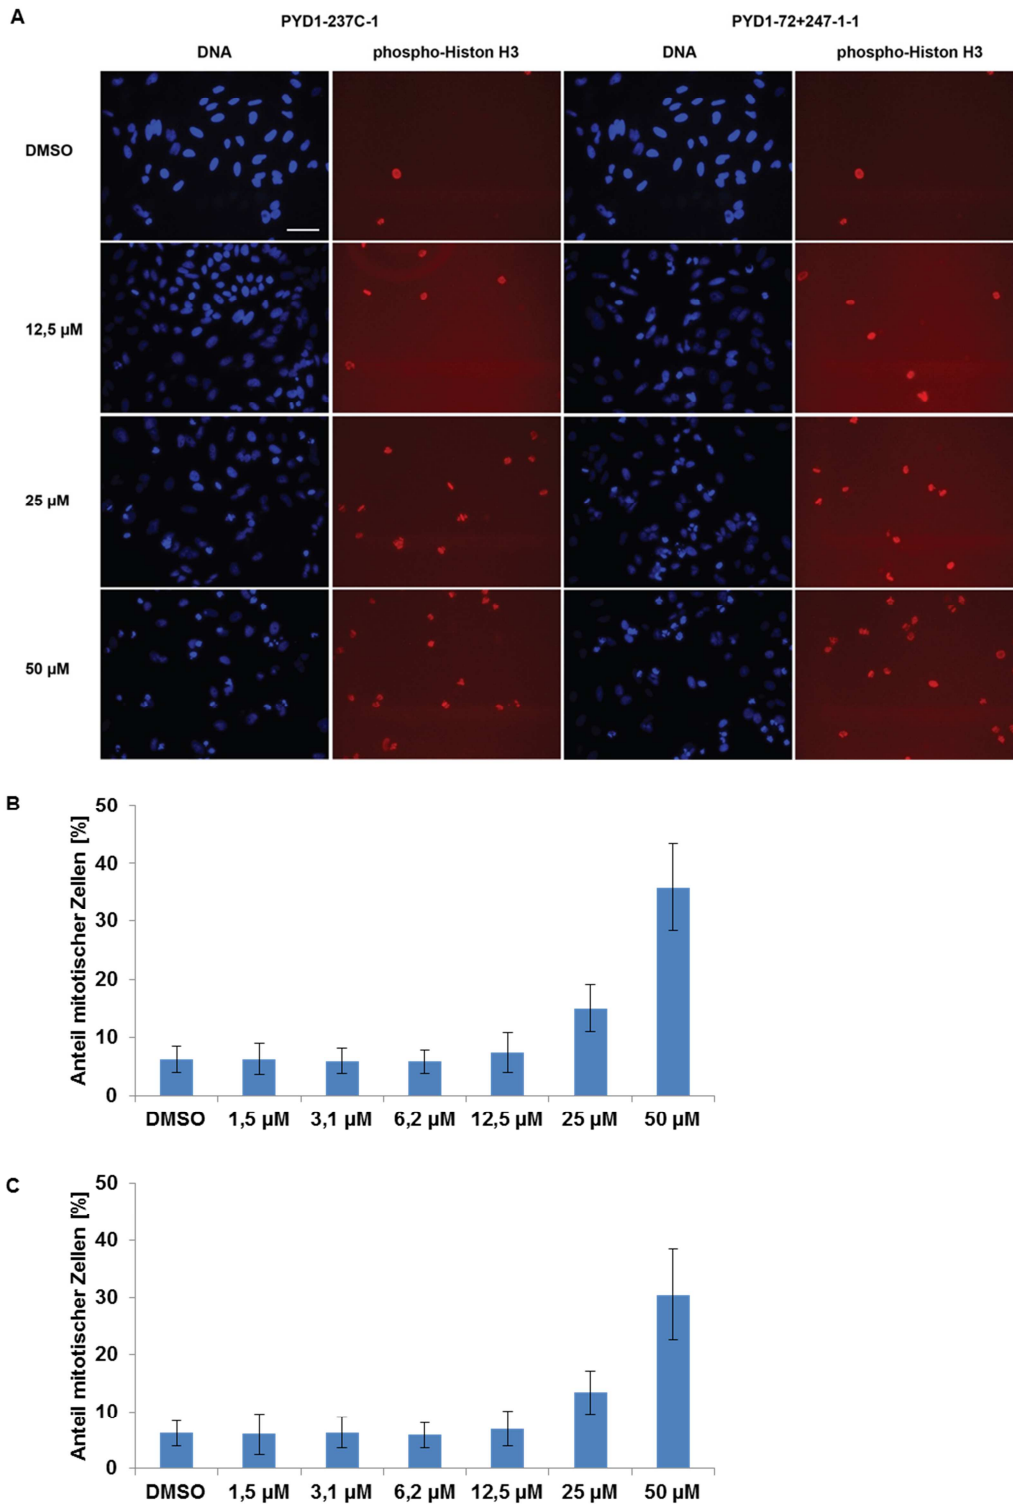 A
PYD1-237C-1 PYD1-72+247-1-1
DNA phospho-Histon H3 DNA phospho-Histon H3
DMSO
12,5 µM
25 µM
50 µM
B
Anteil mitotischer Zellen [%]
50
40
30
20
10
0
DMSO 1,5 µM 3,1 µM 6,2 µM 12,5 µM 25 µM 50 µM
C
Anteil mitotischer Zellen [%]
50
40
30
20
10
0
DMSO 1,5 µM 3,1 µM 6,2 µM 12,5 µM 25 µM 50 µM